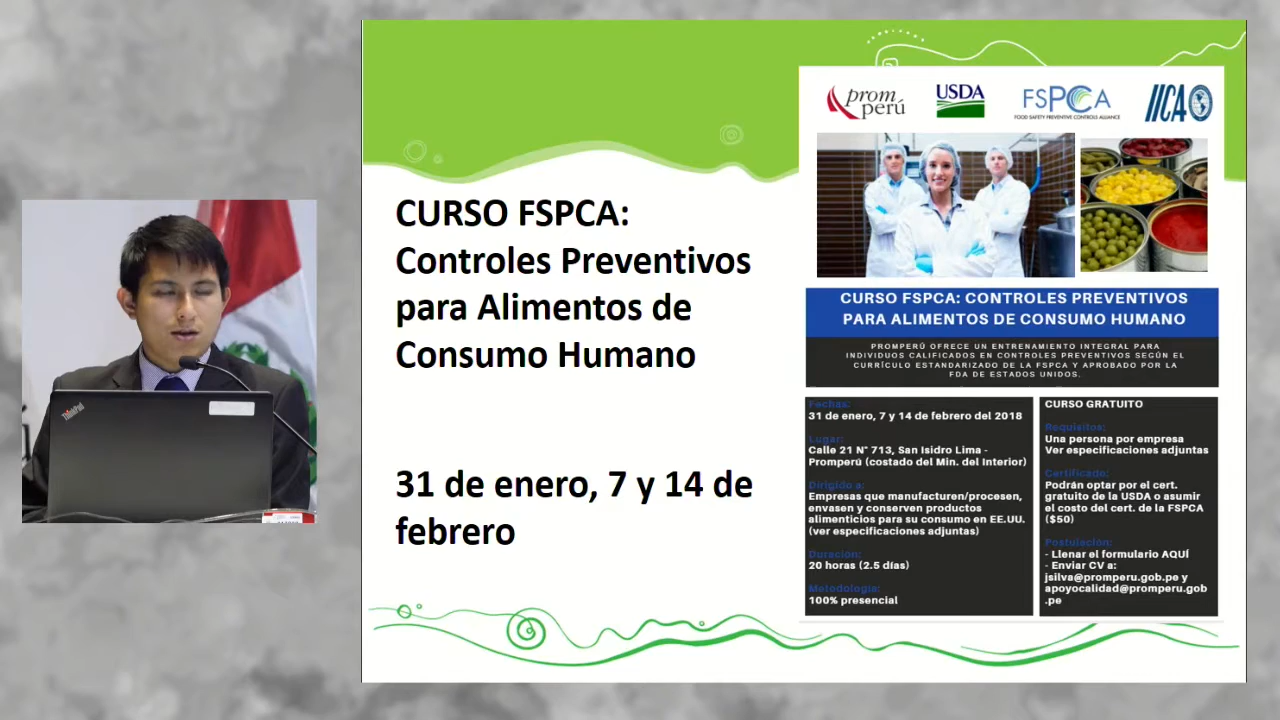 ThinkPad
CURSO FSPCA:
Controles Preventivos
para Alimentos de
Consumo Humano
31 de enero, 7 y 14 de
febrero
prom
perú
USDA
FSPCA
FOOD SAFETY PREVENTIVE CONTROLS ALLIANCE
IICA
CURSO FSPCA: CONTROLES PREVENTIVOS
PARA ALIMENTOS DE CONSUMO HUMANO
PROMPERÚ OFRECE UN ENTRENAMIENTO INTEGRAL PARA
INDIVIDUOS CALIFICADOS EN CONTROLES PREVENTIVOS SEGÚN EL
CURRÍCULO ESTANDARIZADO DE LA FSPCA Y APROBADO POR LA
FDA DE ESTADOS UNIDOS.
Fechas:
31 de enero, 7 y 14 de febrero del 2018
Lugar:
Calle 21 N° 713, San Isidro Lima -
Promperú (costado del Min. del Interior)
Dirigido a:
Empresas que manufacturen/procesen,
envasen y conserven productos
alimenticios para su consumo en EE.UU.
(ver especificaciones adjuntas)
Duración:
20 horas (2.5 días)
Metodología:
100% presencial
CURSO GRATUITO
Requisitos:
Una persona por empresa
Ver especificaciones adjuntas
Certificado:
Podrán optar por el cert.
gratuito de la USDA o asumir
el costo del cert. de la FSPCA
($50)
Postulación:
- Llenar el formulario AQUÍ
- Enviar CV a:
jsilva@promperu.gob.pe y
apoyocalidad@promperu.gob
.pe